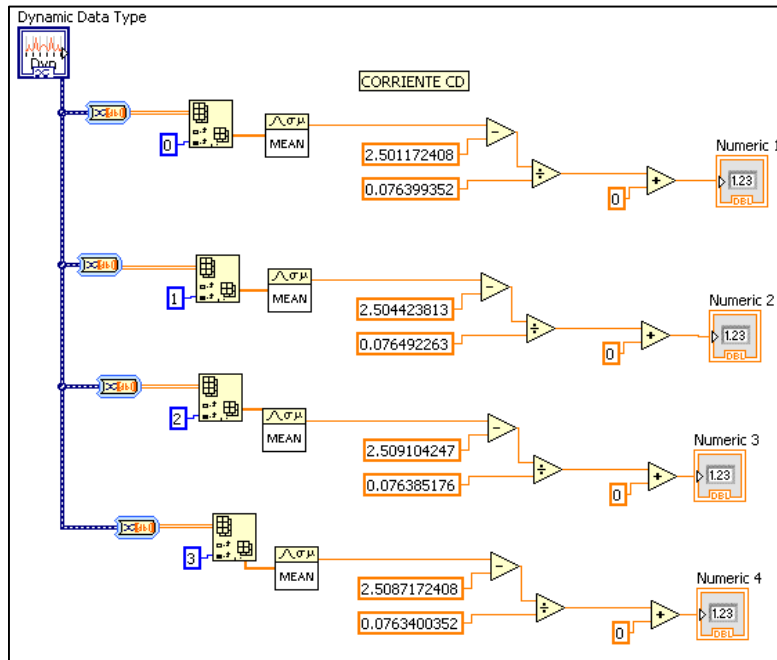 Dynamic Data Type
Dyn
CORRIENTE CD
0
MEAN
2.501172408
0.076399352
0
Numeric 1
1.23
DBL
1
MEAN
2.504423813
0.076492263
0
Numeric 2
1.23
DBL
2
MEAN
2.509104247
0.076385176
0
Numeric 3
1.23
DBL
3
MEAN
2.5087172408
0.0763400352
0
Numeric 4
1.23
DBL